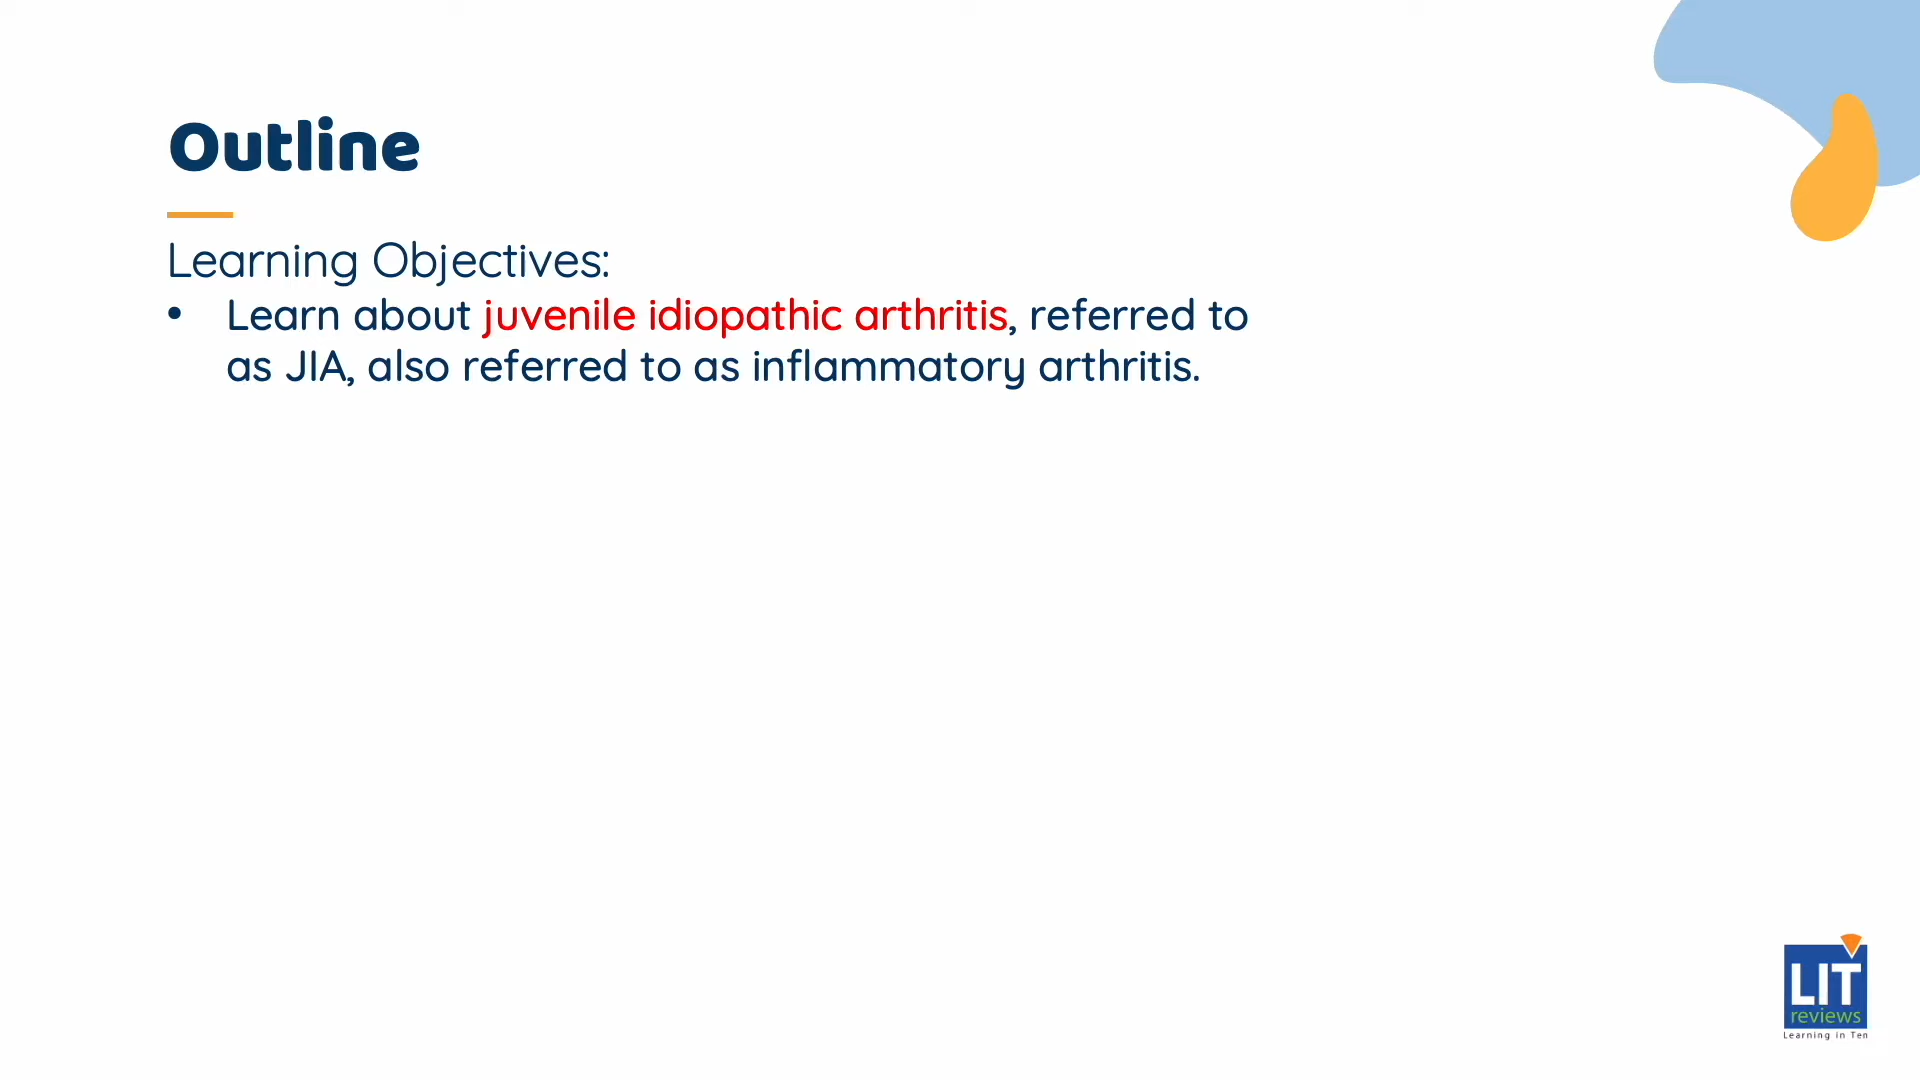 Outline
Learning Objectives:
• Learn about juvenile idiopathic arthritis, referred to
as JIA, also referred to as inflammatory arthritis.
LIT
reviews
Learning in Ten